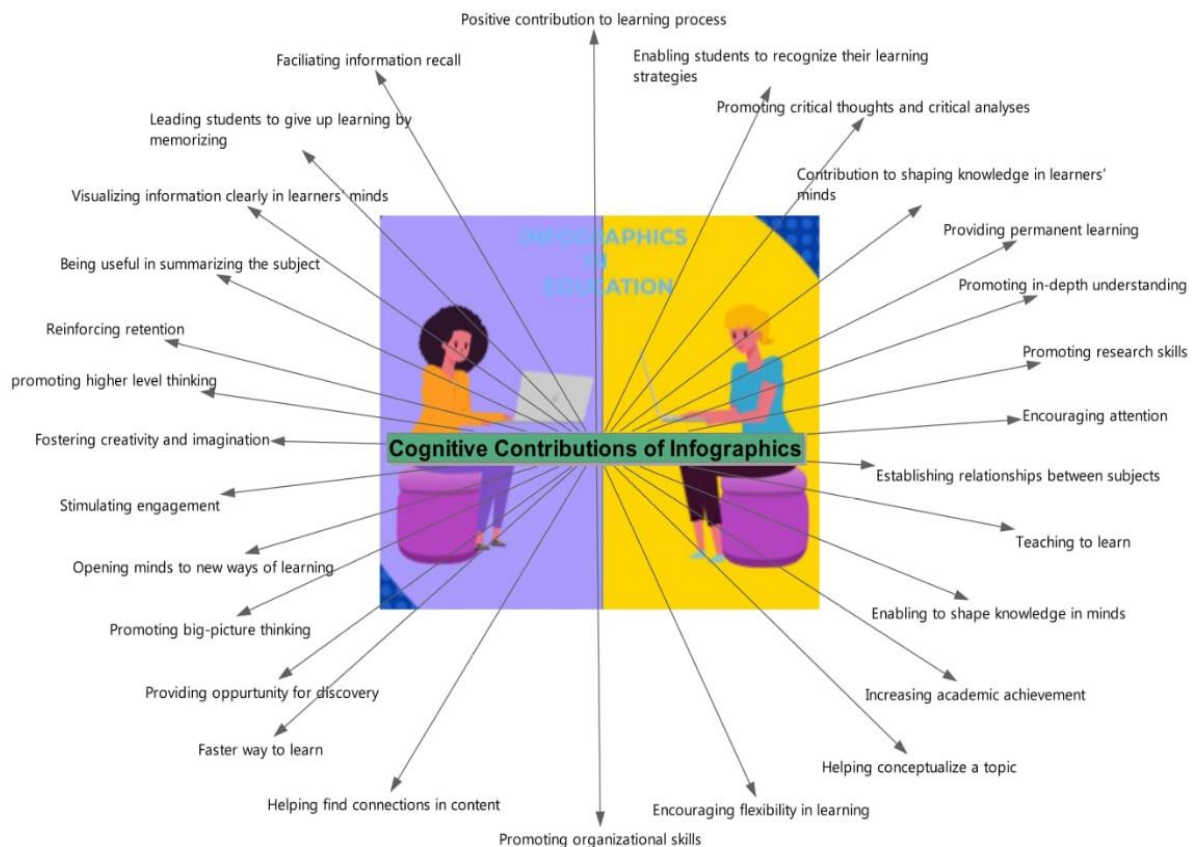 Positive contribution to learning process
Faciliating information recall
Enabling students to recognize their learning
strategies
Promoting critical thoughts and critical analyses
Leading students to give up learning by
memorizing
Contribution to shaping knowledge in learners'
minds
Visualizing information clearly in learners' minds
Providing permanent learning
INFOGRAPHICS
IN
EDUCATION
Being useful in summarizing the subject
Promoting in-depth understanding
Reinforcing retention
Promoting research skills
promoting higher level thinking
Encouraging attention
Fostering creativity and imagination
Cognitive Contributions of Infographics
Establishing relationships between subjects
Stimulating engagement
Teaching to learn
Opening minds to new ways of learning
Enabling to shape knowledge in minds
Promoting big-picture thinking
Providing oppurtunity for discovery
Increasing academic achievement
Faster way to learn
Helping conceptualize a topic
Helping find connections in content
Encouraging flexibility in learning
Promoting organizational skills